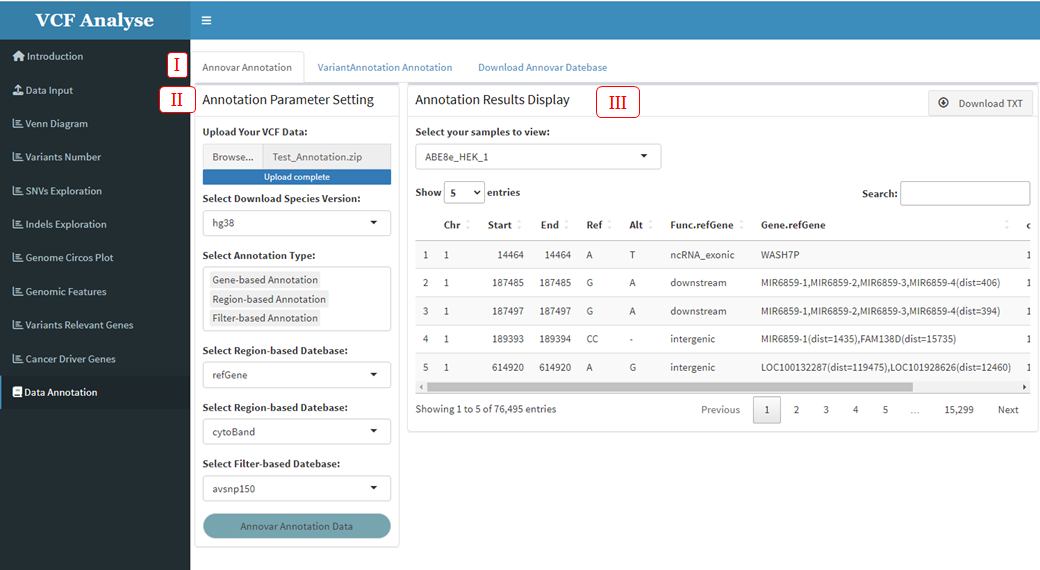 VCF Analyse
Introduction
Data Input
Venn Diagram
Variants Number
SNVs Exploration
Indels Exploration
Genome Circos Plot
Genomic Features
Variants Relevant Genes
Cancer Driver Genes
Data Annotation
I
Annovar Annotation VariantAnnotation Annotation Download Annovar Datebase
II
Annotation Parameter Setting
Upload Your VCF Data:
Browse... Test_Annotation.zip
Upload complete
Select Download Species Version:
hg38
Select Annotation Type:
Gene-based Annotation
Region-based Annotation
Filter-based Annotation
Select Region-based Datebase:
refGene
Select Region-based Datebase:
cytoBand
Select Filter-based Datebase:
avsnp150
Annovar Annotation Data
Annotation Results Display
III
Download TXT
Select your samples to view:
ABE8e_HEK_1
Show 5 entries Search:
Chr Start End Ref Alt Func.refGene Gene.refGene c
1 1 14464 14464 A T ncRNA_exonic WASH7P 1
2 1 187485 187485 G A downstream MIR6859-1,MIR6859-2,MIR6859-3,MIR6859-4(dist=406) 1
3 1 187497 187497 G A downstream MIR6859-1,MIR6859-2,MIR6859-3,MIR6859-4(dist=394) 1
4 1 189393 189394 CC - intergenic MIR6859-1(dist=1435),FAM138D(dist=15735) 1
5 1 614920 614920 A G intergenic LOC100132287(dist=119475),LOC101928626(dist=12460) 1
Showing 1 to 5 of 76,495 entries Previous 1 2 3 4 5 … 15,299 Next